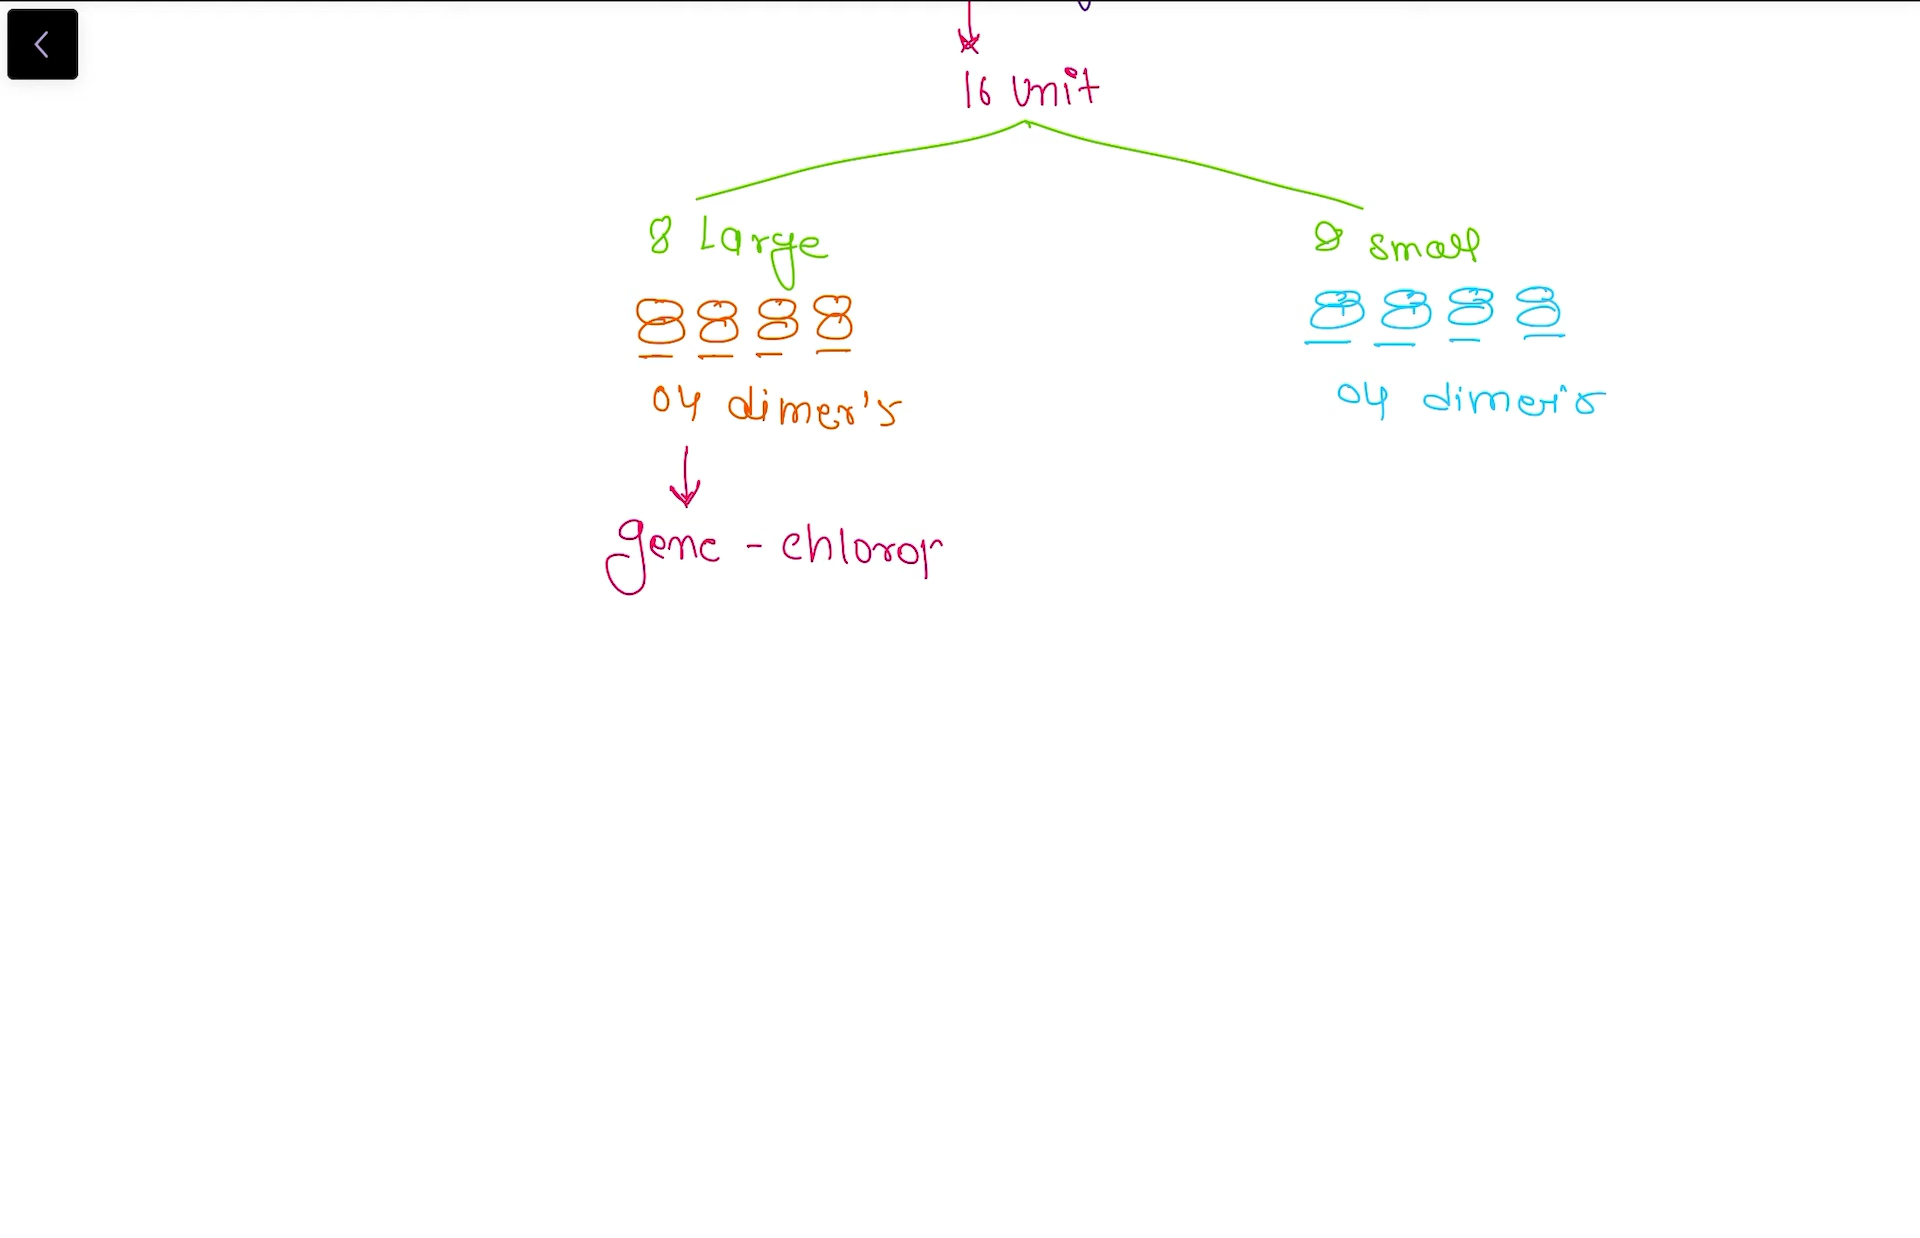 16 unit
8 Large
8 small
8 8 8 8
8 8 8 8
04 dimer's
04 dimer's
gene - chlorop